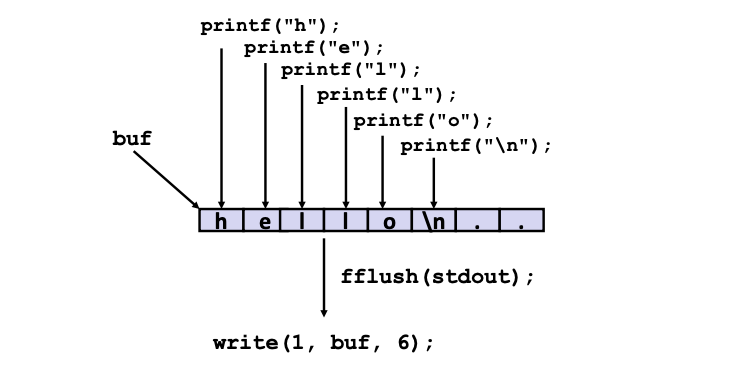 printf("h");
printf("e");
printf("l");
printf("l");
printf("o");
printf("\n");
buf
h e l l o \n . .
fflush(stdout);
write(1, buf, 6);